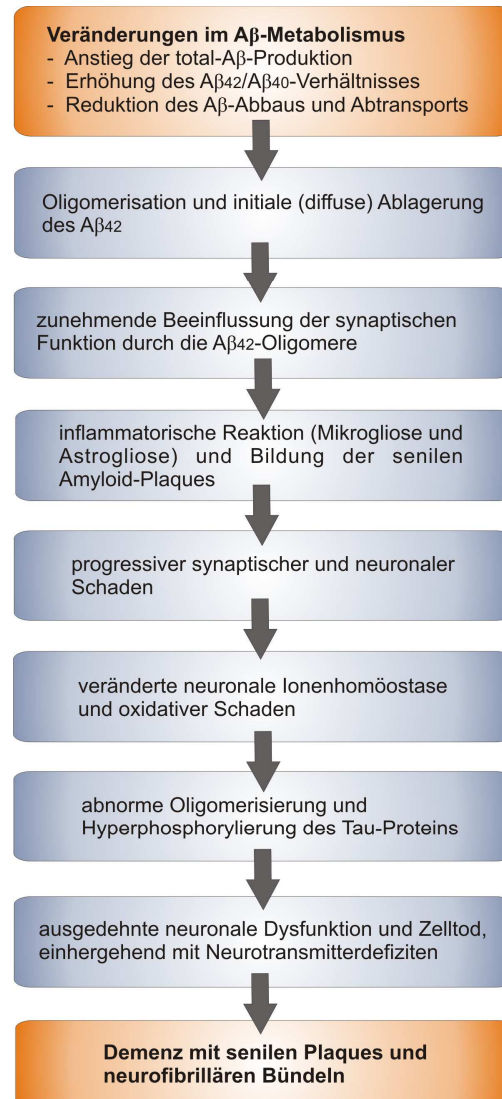 Veränderungen im Aβ-Metabolismus
- Anstieg der total-Aβ-Produktion
- Erhöhung des Aβ42/Aβ40-Verhältnisses
- Reduktion des Aβ-Abbaus und Abtransports
Oligomerisation und initiale (diffuse) Ablagerung
des Aβ42
zunehmende Beeinflussung der synaptischen
Funktion durch die Aβ42-Oligomere
inflammatorische Reaktion (Mikrogliose und
Astrogliose) und Bildung der senilen
Amyloid-Plaques
progressiver synaptischer und neuronaler
Schaden
veränderte neuronale Ionenhomöostase
und oxidativer Schaden
abnorme Oligomerisierung und
Hyperphosphorylierung des Tau-Proteins
ausgedehnte neuronale Dysfunktion und Zelltod,
einhergehend mit Neurotransmitterdefiziten
Demenz mit senilen Plaques und
neurofibrillären Bündeln